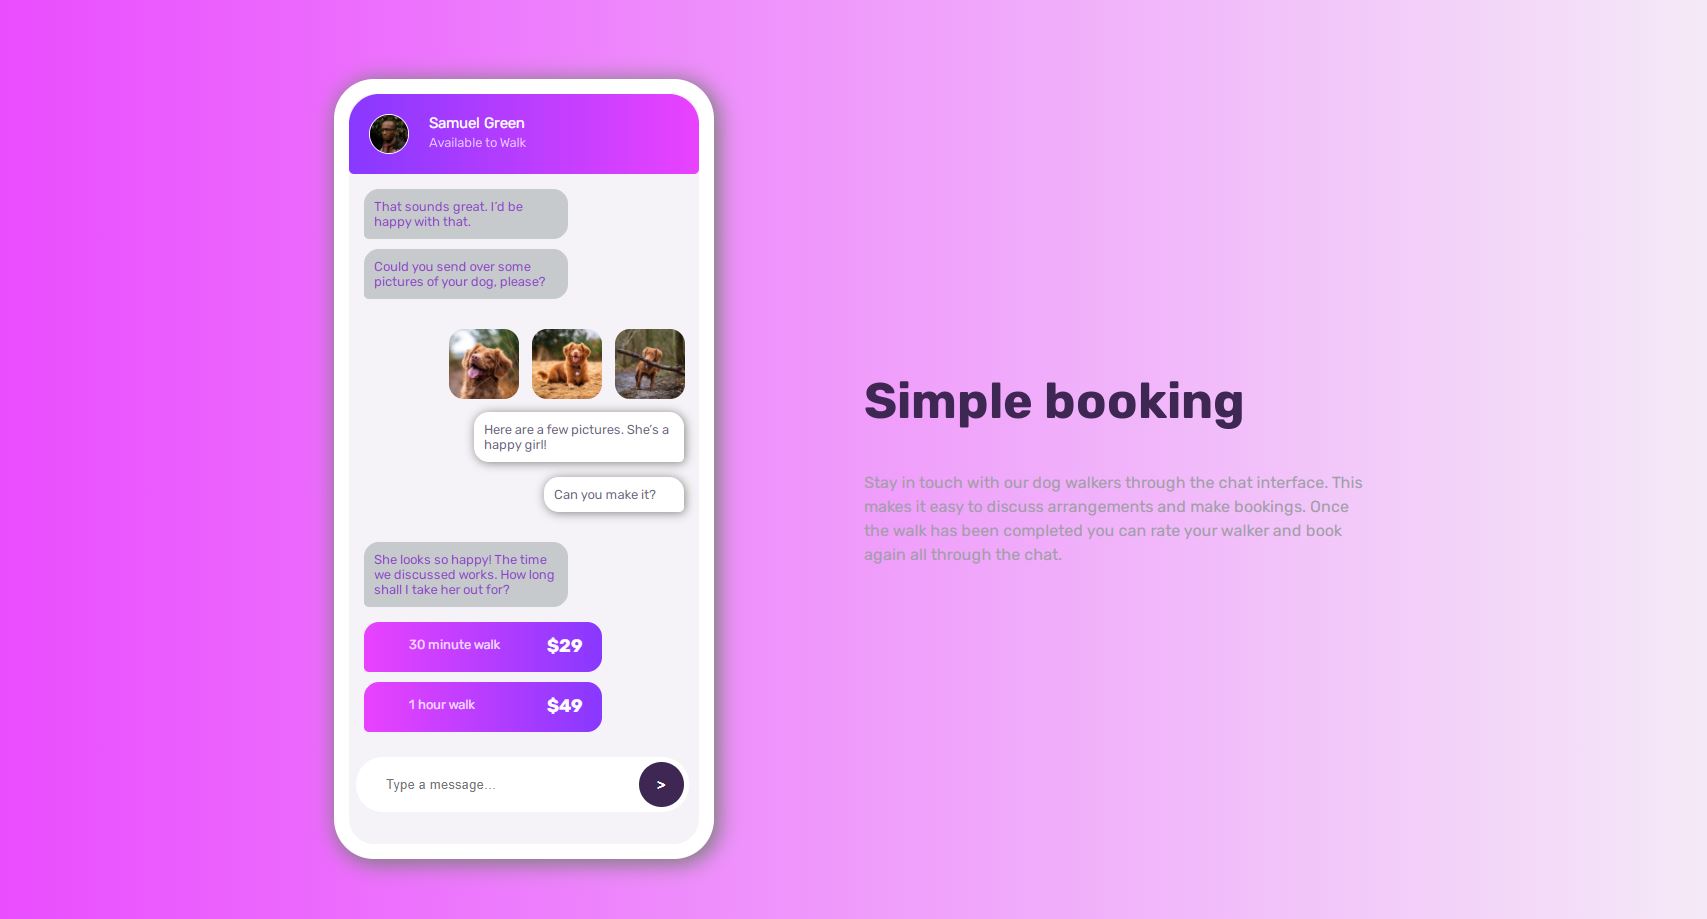 Samuel Green
Available to Walk
That sounds great. I’d be
happy with that.
Could you send over some
pictures of your dog, please?
Here are a few pictures. She’s a
happy girl!
Can you make it?
She looks so happy! The time
we discussed works. How long
shall I take her out for?
30 minute walk $29
1 hour walk $49
Type a message... >
Simple booking
Stay in touch with our dog walkers through the chat interface. This
makes it easy to discuss arrangements and make bookings. Once
the walk has been completed you can rate your walker and book
again all through the chat.